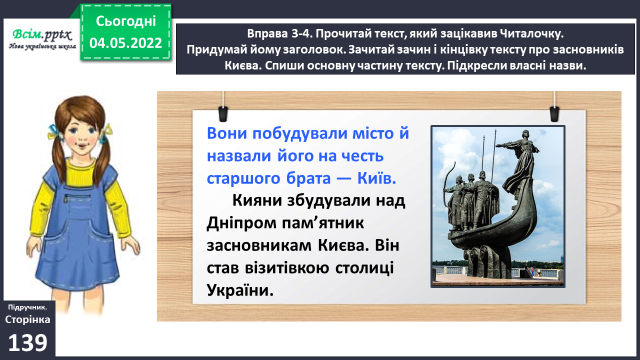 Всім.pptx
Нова українська школа
Сьогодні
04.05.2022
Вправа 3-4. Прочитай текст, який зацікавив Читалочку.
Придумай йому заголовок. Зачитай зачин і кінцівку тексту про засновників
Києва. Спиши основну частину тексту. Підкресли власні назви.
Вони побудували місто й
назвали його на честь
старшого брата — Київ.
Кияни збудували над
Дніпром пам’ятник
засновникам Києва. Він
став візитівкою столиці
України.
Підручник.
Сторінка
139